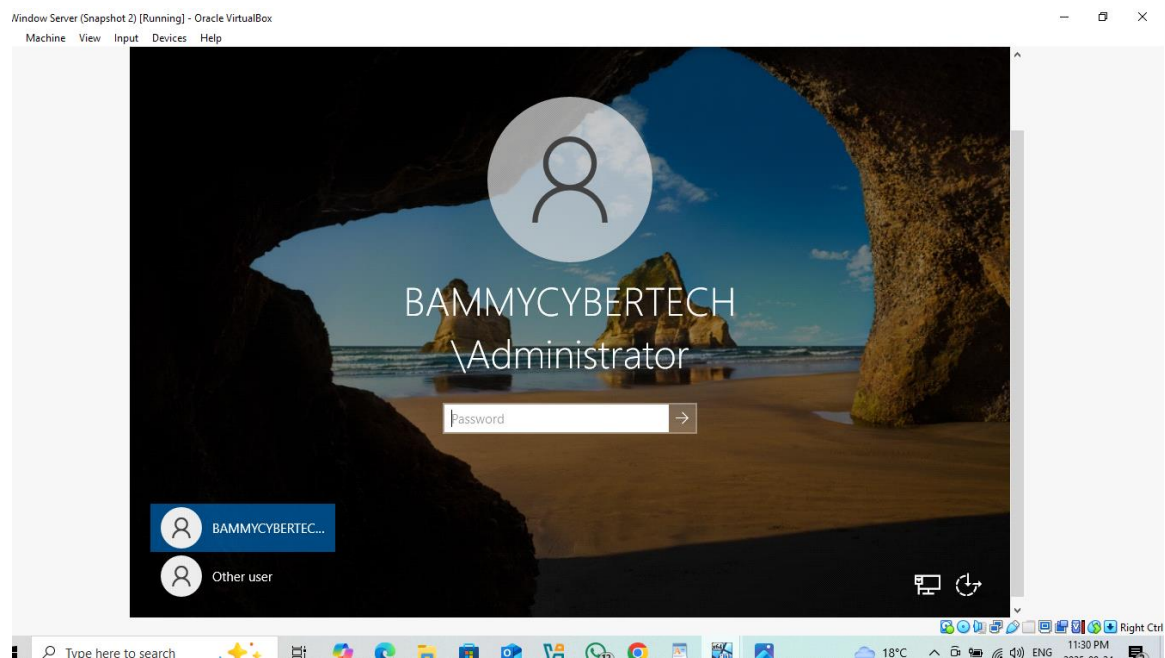 Window Server (Snapshot 2) [Running] - Oracle VirtualBox
Machine View Input Devices Help
BAMMYCYBERTECH
\Administrator
Password
BAMMYCYBERTEC...
Other user
Right Ctrl
Type here to search
18°C
ENG
11:30 PM